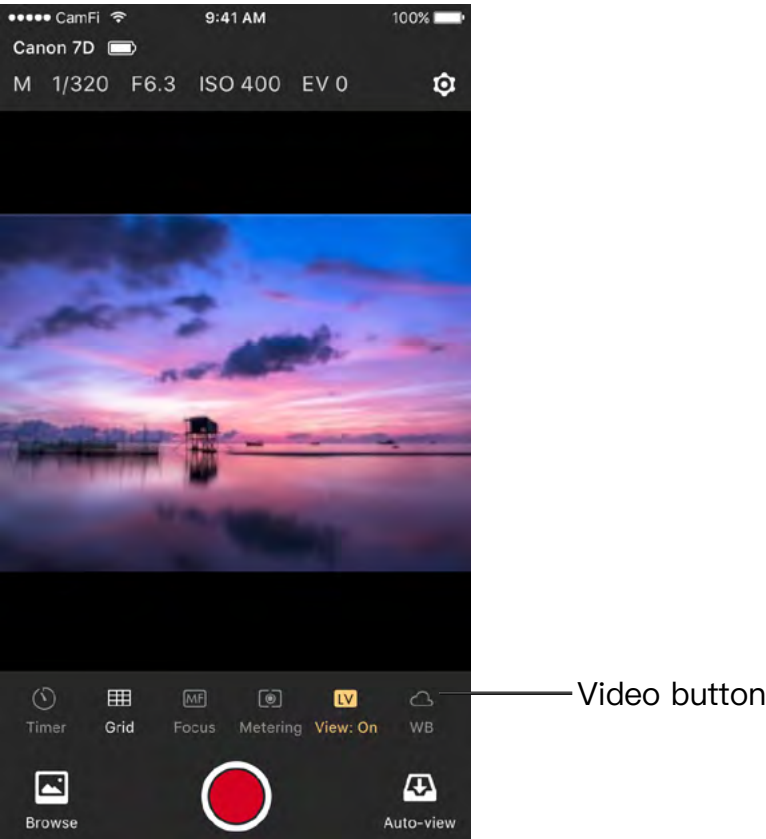 CamFi 9:41 AM 100%
Canon 7D
M 1/320 F6.3 ISO 400 EV 0
MF LV
Timer Grid Focus Metering View: On WB
Video button
Browse Auto-view